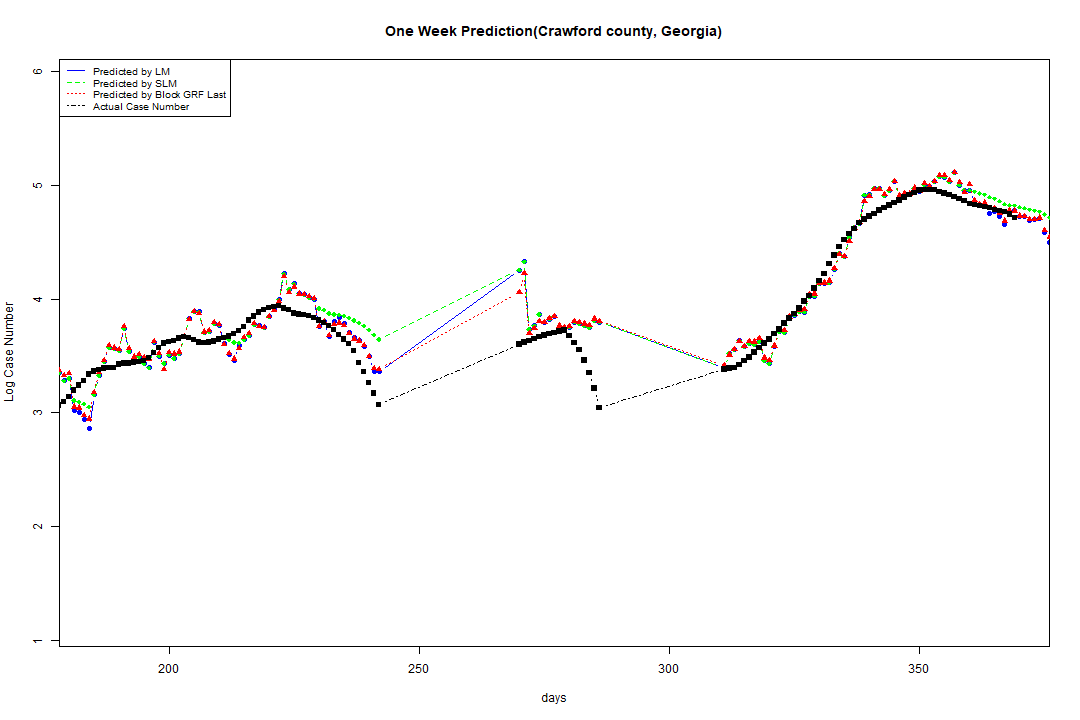 One Week Prediction(Crawford county, Georgia)
Predicted by LM
Predicted by SLM
Predicted by Block GRF Last
Actual Case Number
Log Case Number
6
5
4
3
2
1
200 250 300 350
days